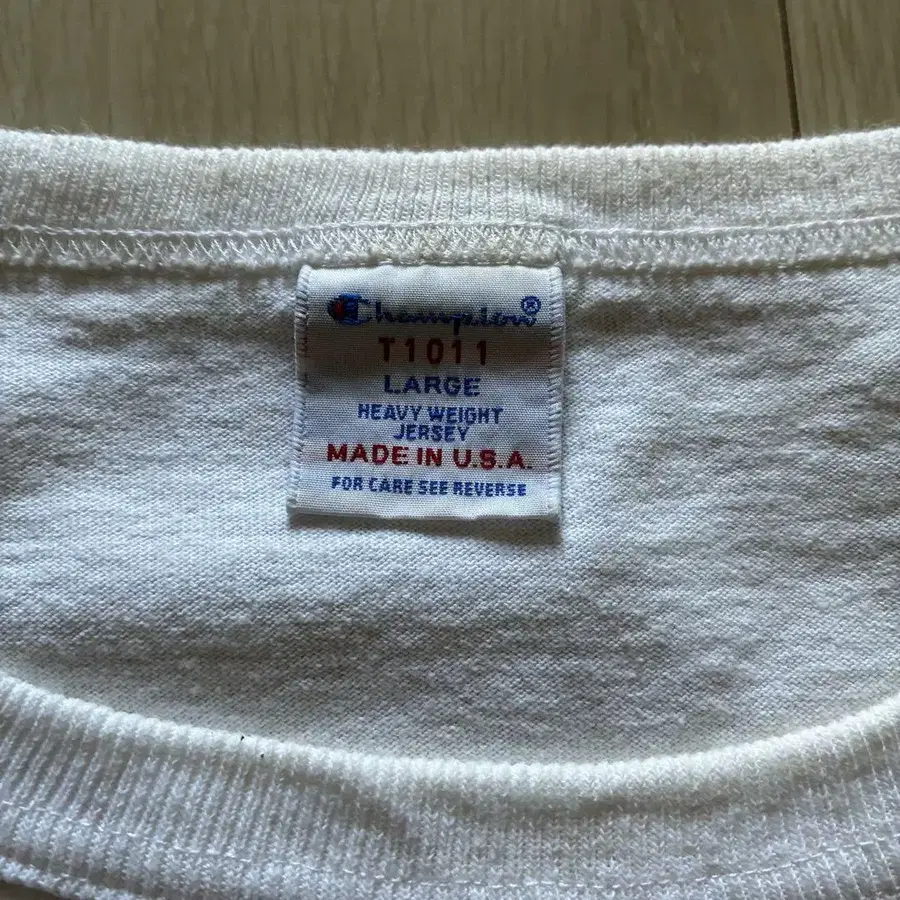 Champion®
T1011
LARGE
HEAVY WEIGHT
JERSEY
MADE IN U.S.A.
FOR CARE SEE REVERSE